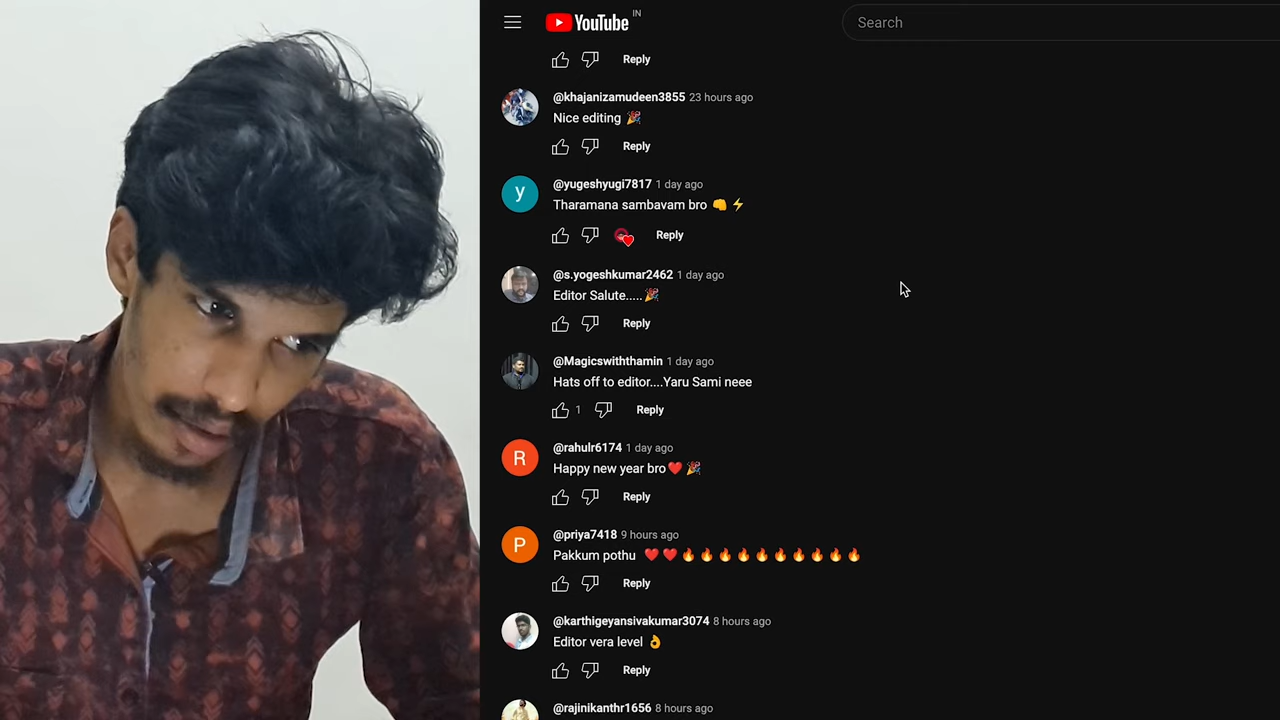 YouTube IN
Search
Reply
@khajanizamudeen3855 23 hours ago
Nice editing 🎉
Reply
y
@yugeshyugi7817 1 day ago
Tharamana sambavam bro 👊⚡
Reply
@s.yogeshkumar2462 1 day ago
Editor Salute.....🎉
Reply
@Magicswiththamin 1 day ago
Hats off to editor....Yaru Sami neee
1 Reply
R
@rahulr6174 1 day ago
Happy new year bro❤️🎉
Reply
P
@priya7418 9 hours ago
Pakkum pothu ❤️❤️🔥🔥🔥🔥🔥🔥🔥🔥🔥🔥
Reply
@karthigeyansivakumar3074 8 hours ago
Editor vera level 👌
Reply
@rajinikanthr1656 8 hours ago